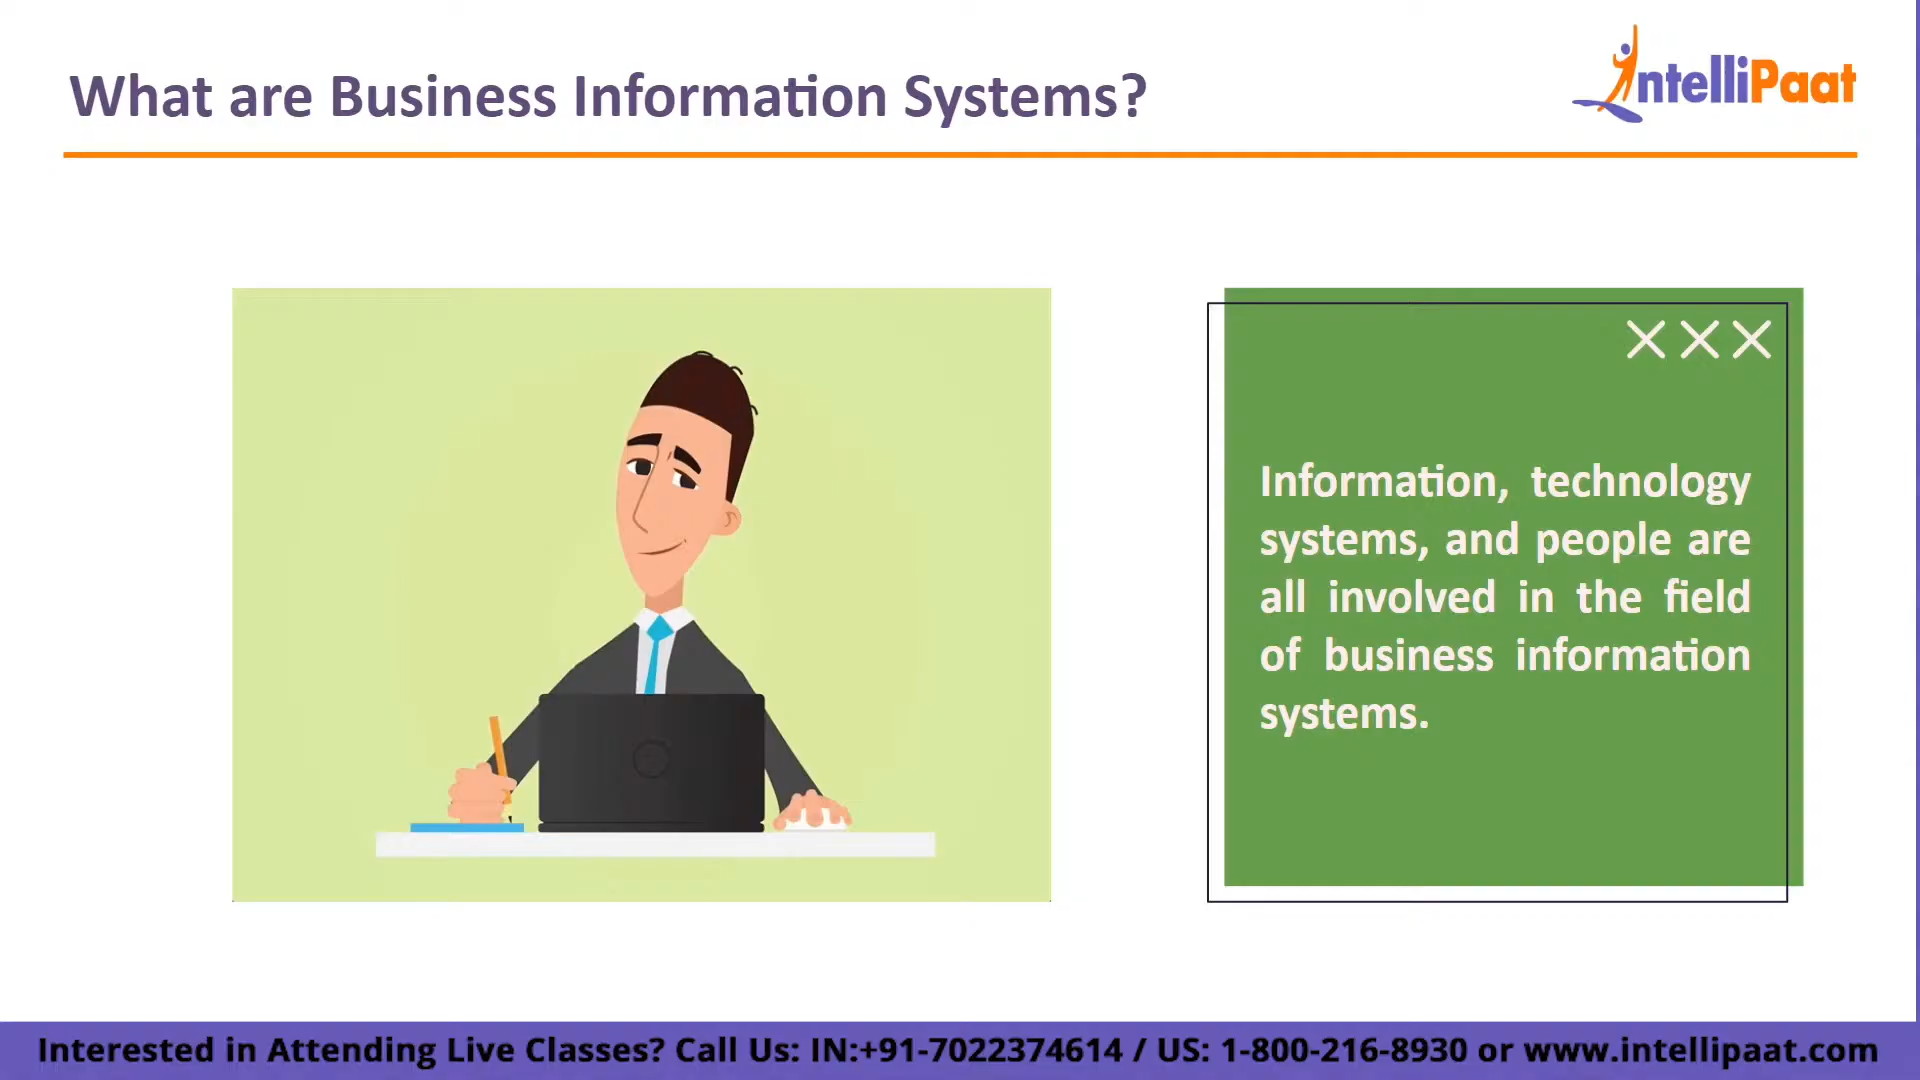 What are Business Information Systems?
IntelliPaat
Information, technology
systems, and people are
all involved in the field
of business information
systems.
Interested in Attending Live Classes? Call Us: IN:+91-7022374614 / US: 1-800-216-8930 or www.intellipaat.com